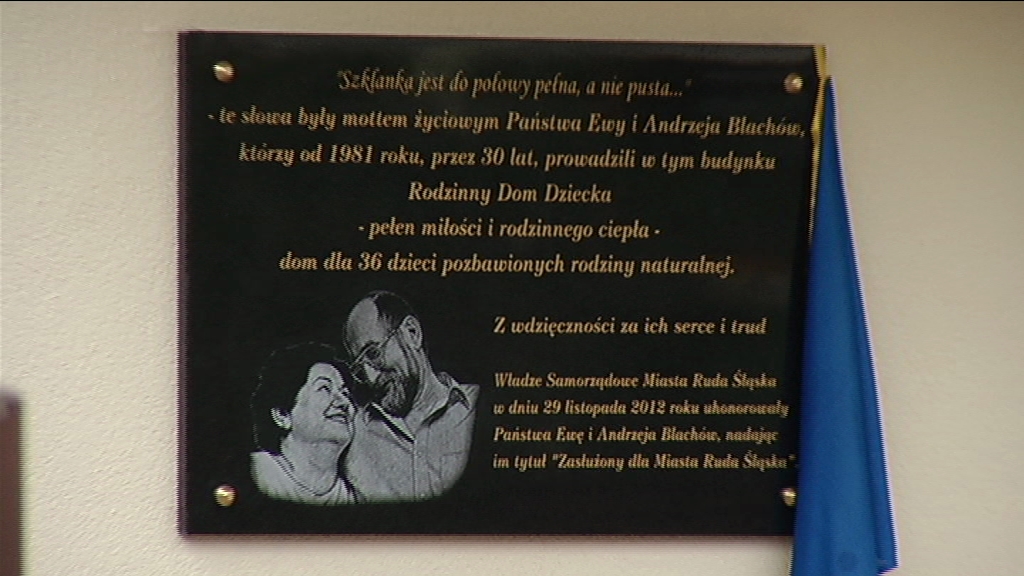 "Szklanka jest do połowy pełna, a nie pusta..."
- te słowa były mottem życiowym Państwa Ewy i Andrzeja Blachów,
którzy od 1981 roku, przez 30 lat, prowadzili w tym budynku
Rodzinny Dom Dziecka
- pełen miłości i rodzinnego ciepła -
dom dla 36 dzieci pozbawionych rodziny naturalnej.
Z wdzięczności za ich serce i trud
Władze Samorządowe Miasta Ruda Śląska
w dniu 29 listopada 2012 roku uhonorowały
Państwa Ewę i Andrzeja Blachów, nadając
im tytuł "Zasłużony dla Miasta Ruda Śląska".